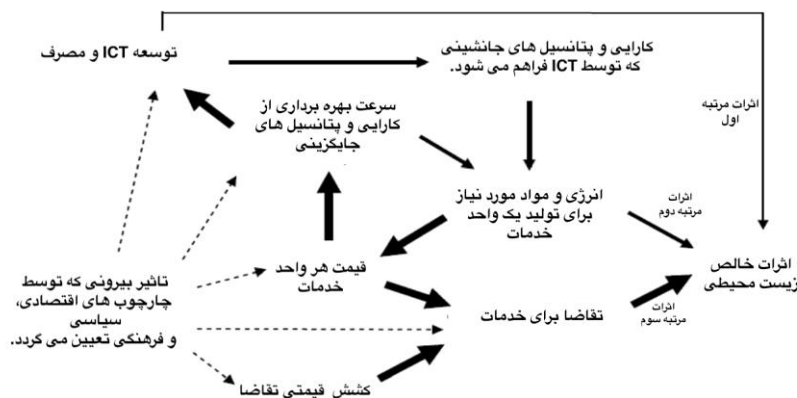 توسعه ICT و مصرف
کارایی و پتانسیل های جانشینی
که توسط ICT فراهم می شود.
اثرات مرتبه
اول
سرعت بهره برداری از
کارایی و پتانسیل های
جایگزینی
انرژی و مواد مورد نیاز
برای تولید یک واحد
خدمات
اثرات
مرتبه دوم
اثرات خالص
زیست محیطی
تاثیر بیرونی که توسط
چارچوب های اقتصادی،
سیاسی
و فرهنگی تعیین می گردد.
قیمت هر واحد
خدمات
تقاضا برای خدمات
اثرات
مرتبه سوم
کشش قیمتی تقاضا